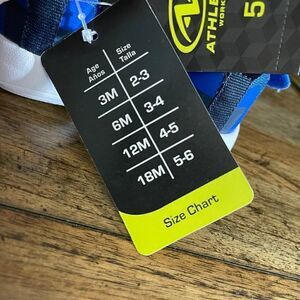 Age Size
Años Talla
3M 2-3
6M 3-4
12M 4-5
18M 5-6
Size Chart
ATHLE
WORK
5